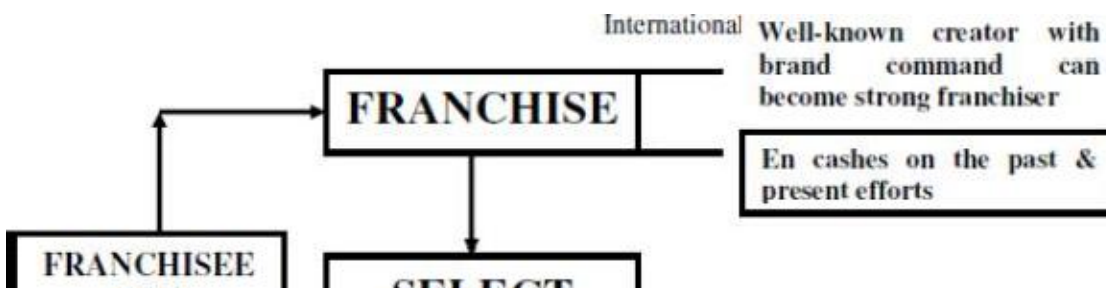 International
Well-known creator with
brand command can
become strong franchiser
FRANCHISE
En cashes on the past &
present efforts
FRANCHISEE
SELECT